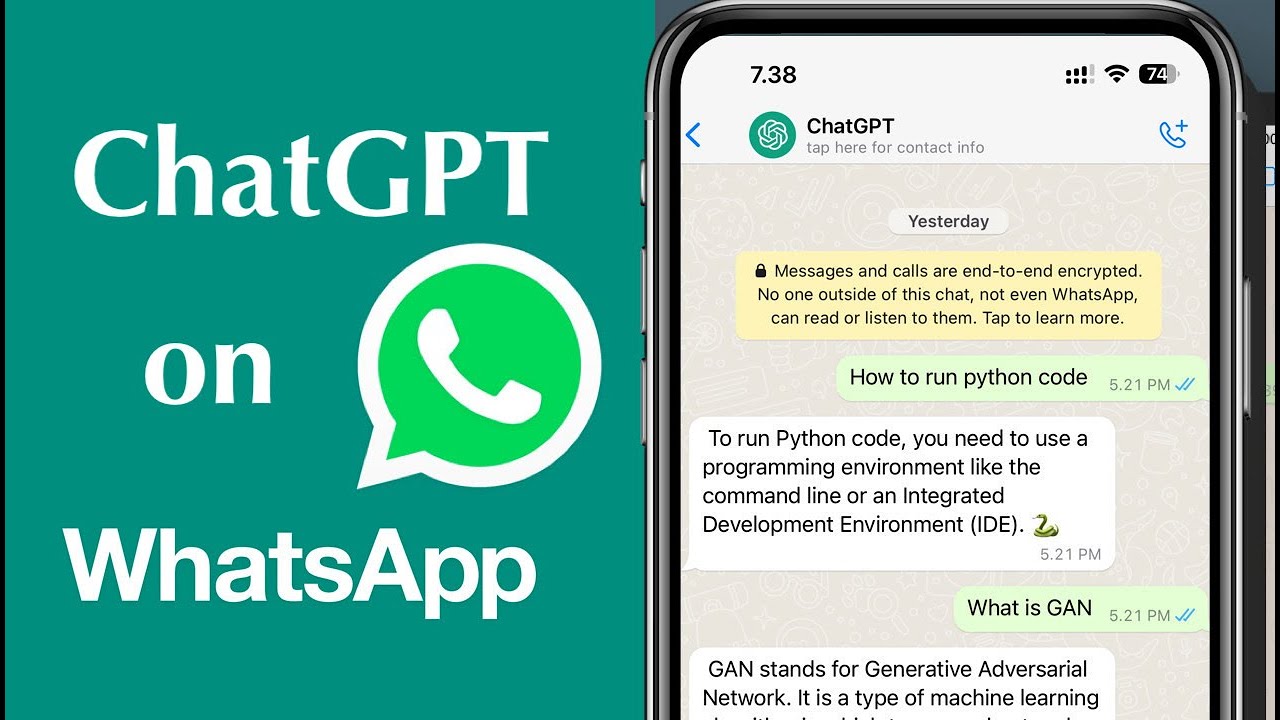 ChatGPT
on
WhatsApp
7.38
74
ChatGPT
tap here for contact info
Yesterday
Messages and calls are end-to-end encrypted.
No one outside of this chat, not even WhatsApp,
can read or listen to them. Tap to learn more.
How to run python code 5.21 PM
To run Python code, you need to use a
programming environment like the
command line or an Integrated
Development Environment (IDE). 🐍
5.21 PM
What is GAN 5.21 PM
GAN stands for Generative Adversarial
Network. It is a type of machine learning